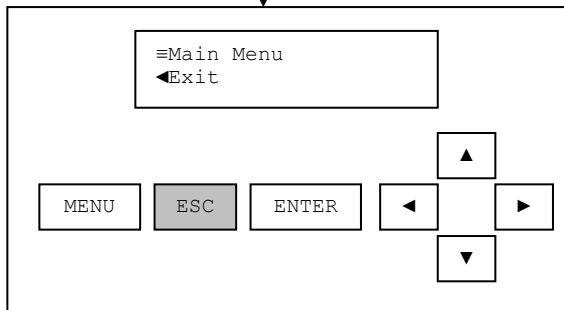 ≡Main Menu
◄Exit
▲
MENU ESC ENTER ◄ ►
▼